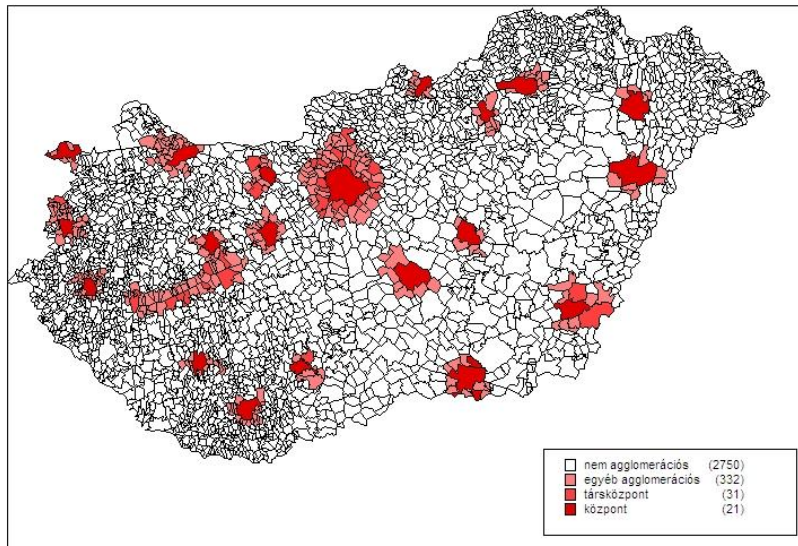 nem agglomerációs (2750)
egyéb agglomerációs (332)
társközpont (31)
központ (21)